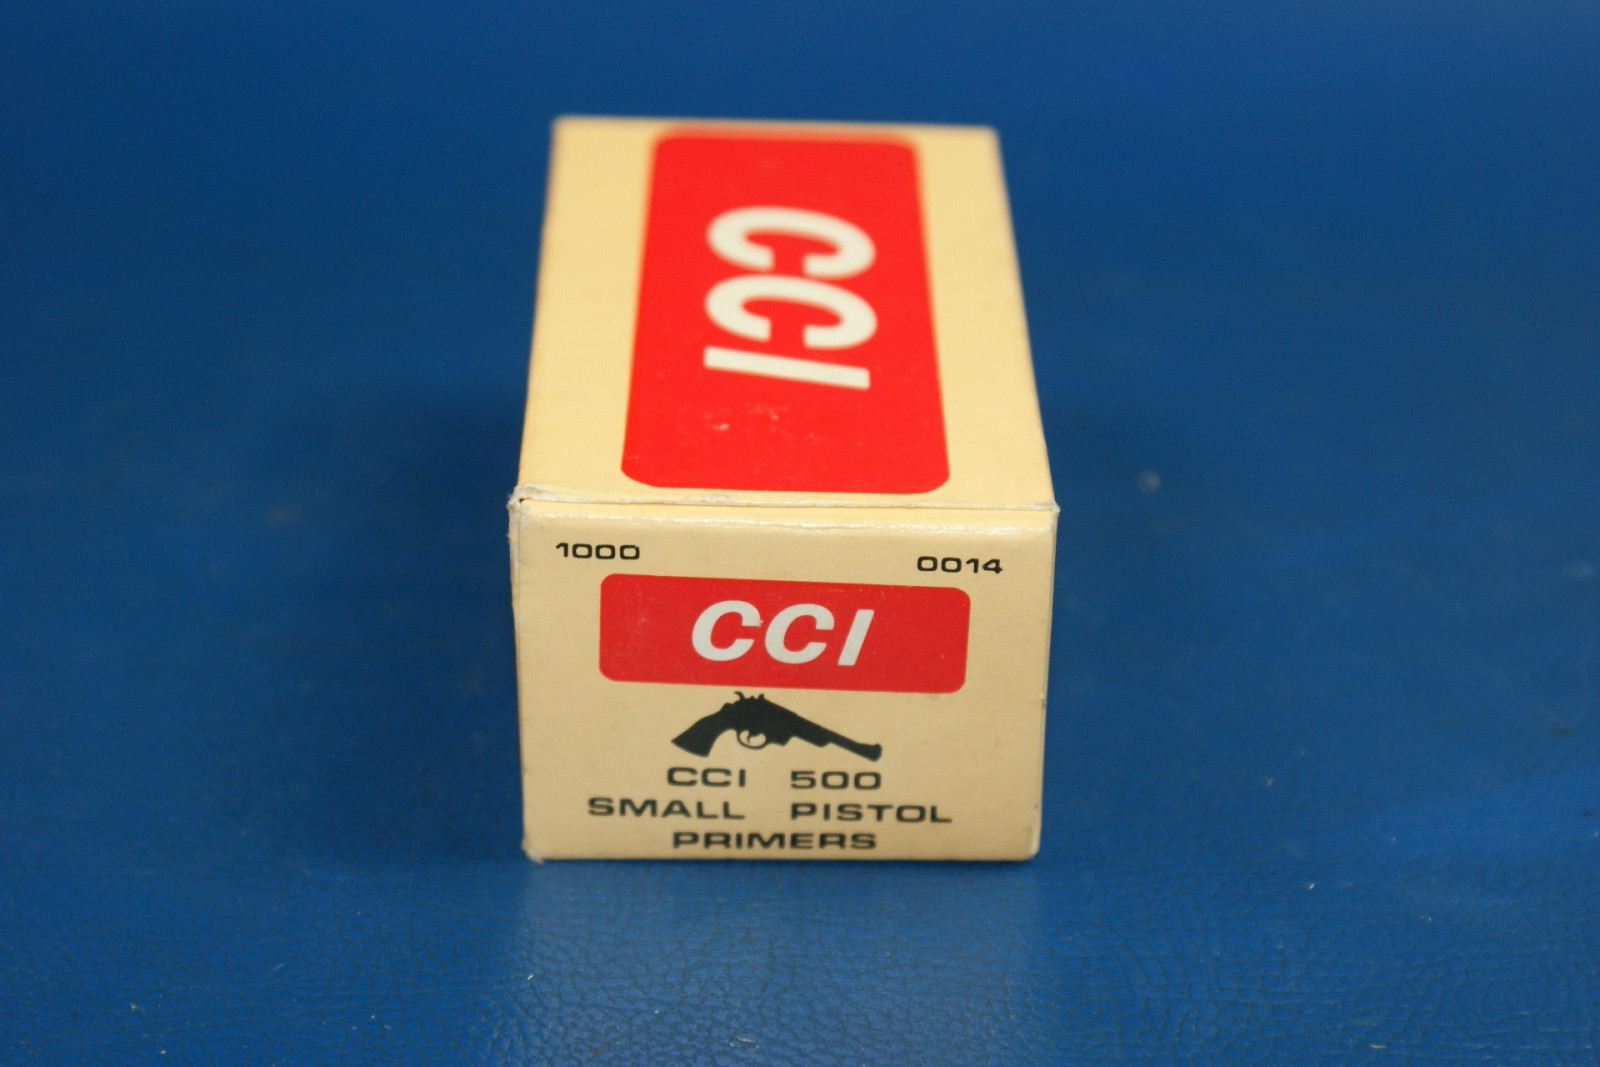 CCI
1000 0014
CCI
CCI 500
SMALL PISTOL
PRIMERS